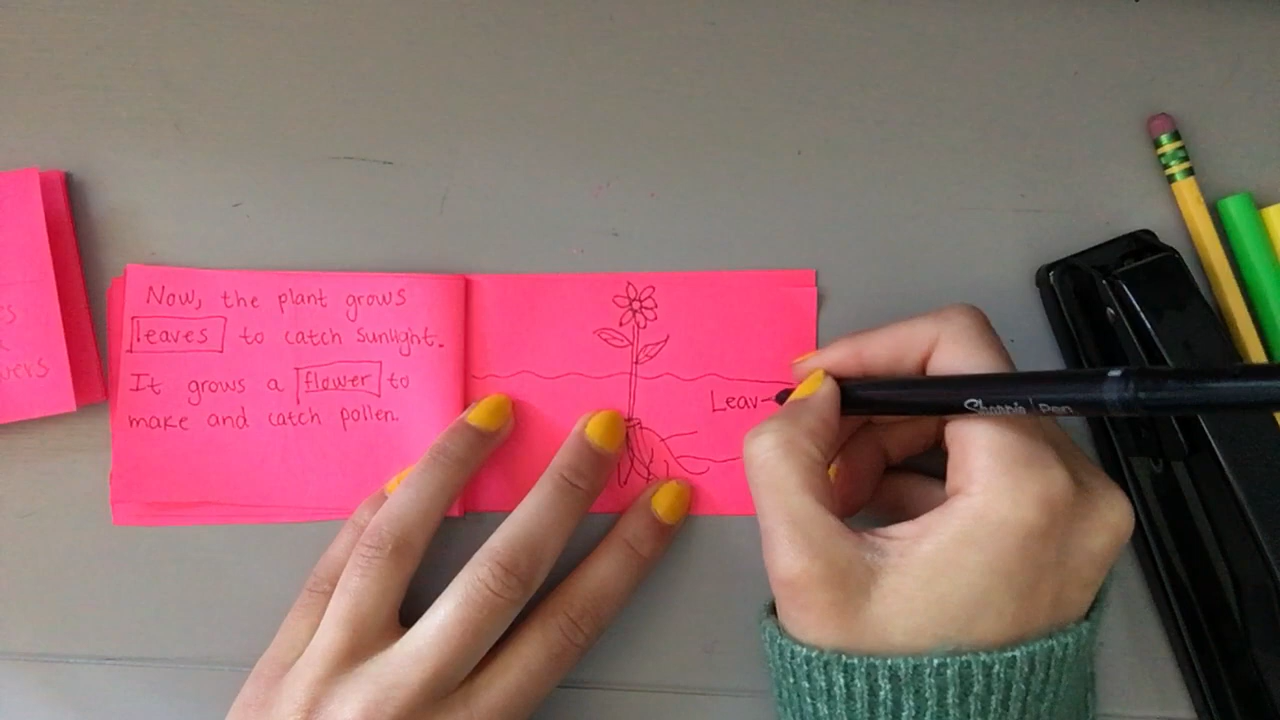 Now, the plant grows
leaves to catch sunlight.
It grows a flower to
make and catch pollen.
Leav
Sharpie Pen